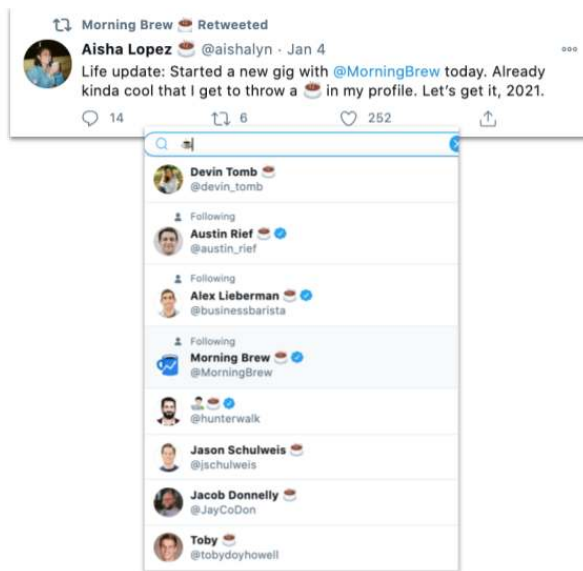 Morning Brew ☕ Retweeted
Aisha Lopez ☕ @aishalyn · Jan 4
Life update: Started a new gig with @MorningBrew today. Already
kinda cool that I get to throw a ☕ in my profile. Let's get it, 2021.
14 6 252
☕
Devin Tomb ☕
@devin_tomb
Following
Austin Rief ☕
@austin_rief
Following
Alex Lieberman ☕
@businessbarista
Following
Morning Brew ☕
@MorningBrew
@hunterwalk
Jason Schulweis ☕
@jschulweis
Jacob Donnelly ☕
@JayCoDon
Toby ☕
@tobydoyhowell